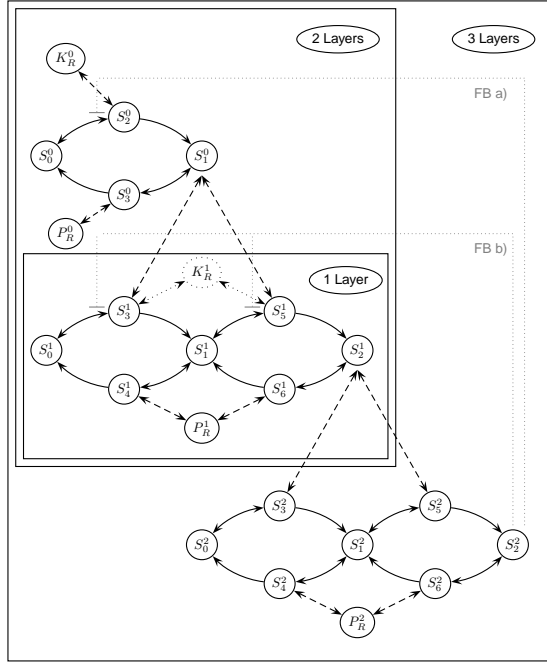 2 Layers
3 Layers
K_R^0
FB a)
S_2^0
S_0^0
S_1^0
S_3^0
P_R^0
FB b)
K_R^1
1 Layer
S_3^1
S_5^1
S_0^1
S_1^1
S_2^1
S_4^1
S_6^1
P_R^1
S_3^2
S_5^2
S_0^2
S_1^2
S_2^2
S_4^2
S_6^2
P_R^2